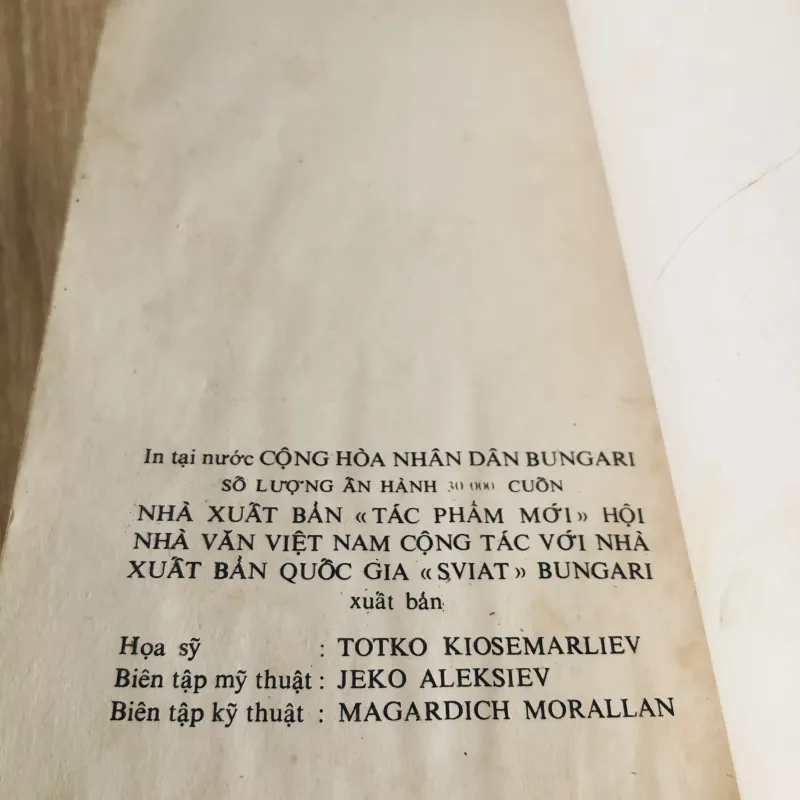 In tại nước CỘNG HÒA NHÂN DÂN BUNGARI
SỐ LƯỢNG ẤN HÀNH 30 000 CUỐN
NHÀ XUẤT BẢN «TÁC PHẨM MỚI» HỘI
NHÀ VĂN VIỆT NAM CỘNG TÁC VỚI NHÀ
XUẤT BẢN QUỐC GIA «SVIAT» BUNGARI
xuất bản
Họa sỹ : TOTKO KIOSEMARLIEV
Biên tập mỹ thuật : JEKO ALEKSIEV
Biên tập kỹ thuật : MAGARDICH MORALLAN